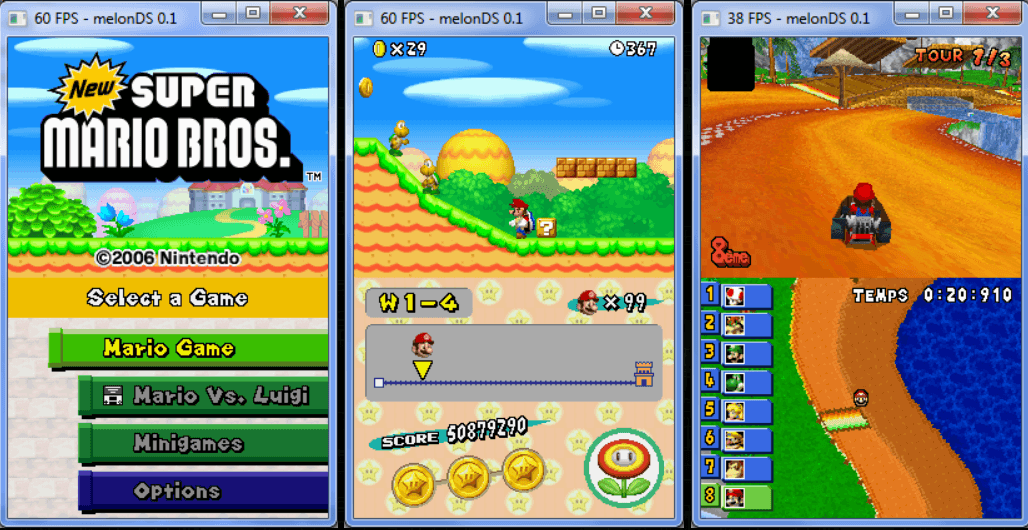 60 FPS - melonDS 0.1
New SUPER
MARIO BROS.
TM
©2006 Nintendo
Select a Game
Mario Game
Mario Vs. Luigi
Minigames
Options
60 FPS - melonDS 0.1
×29
367
?
W 1-4
× 99
SCORE 50879290
38 FPS - melonDS 0.1
TOUR 1/3
8ème
TEMPS 0:20:910
1
2
3
4
5
6
7
8